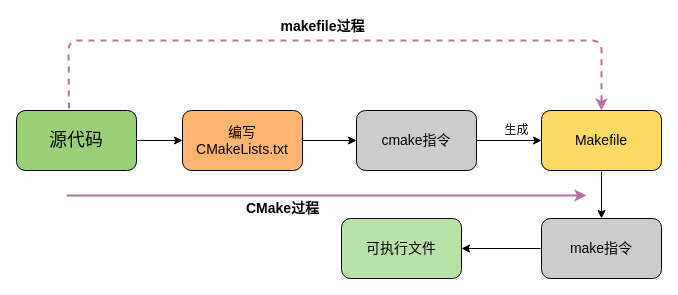 makefile过程
源代码
编写
CMakeLists.txt
cmake指令
生成
Makefile
CMake过程
可执行文件
make指令